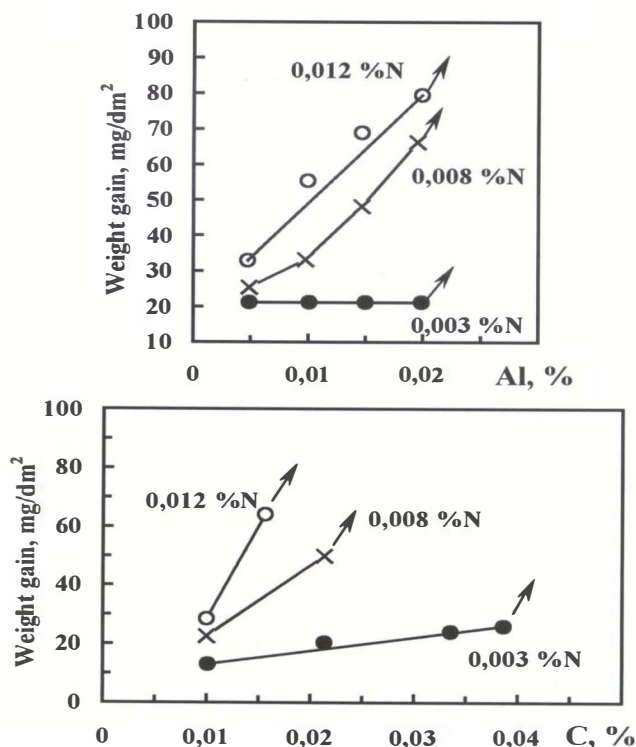 100
90
80
70
60
50
40
30
20
10
Weight gain, mg/dm²
0,012 %N
0,008 %N
0,003 %N
0 0,01 0,02 Al, %
100
80
60
40
20
0
Weight gain, mg/dm²
0,012 %N
0,008 %N
0,003 %N
0 0,01 0,02 0,03 0,04 C, %